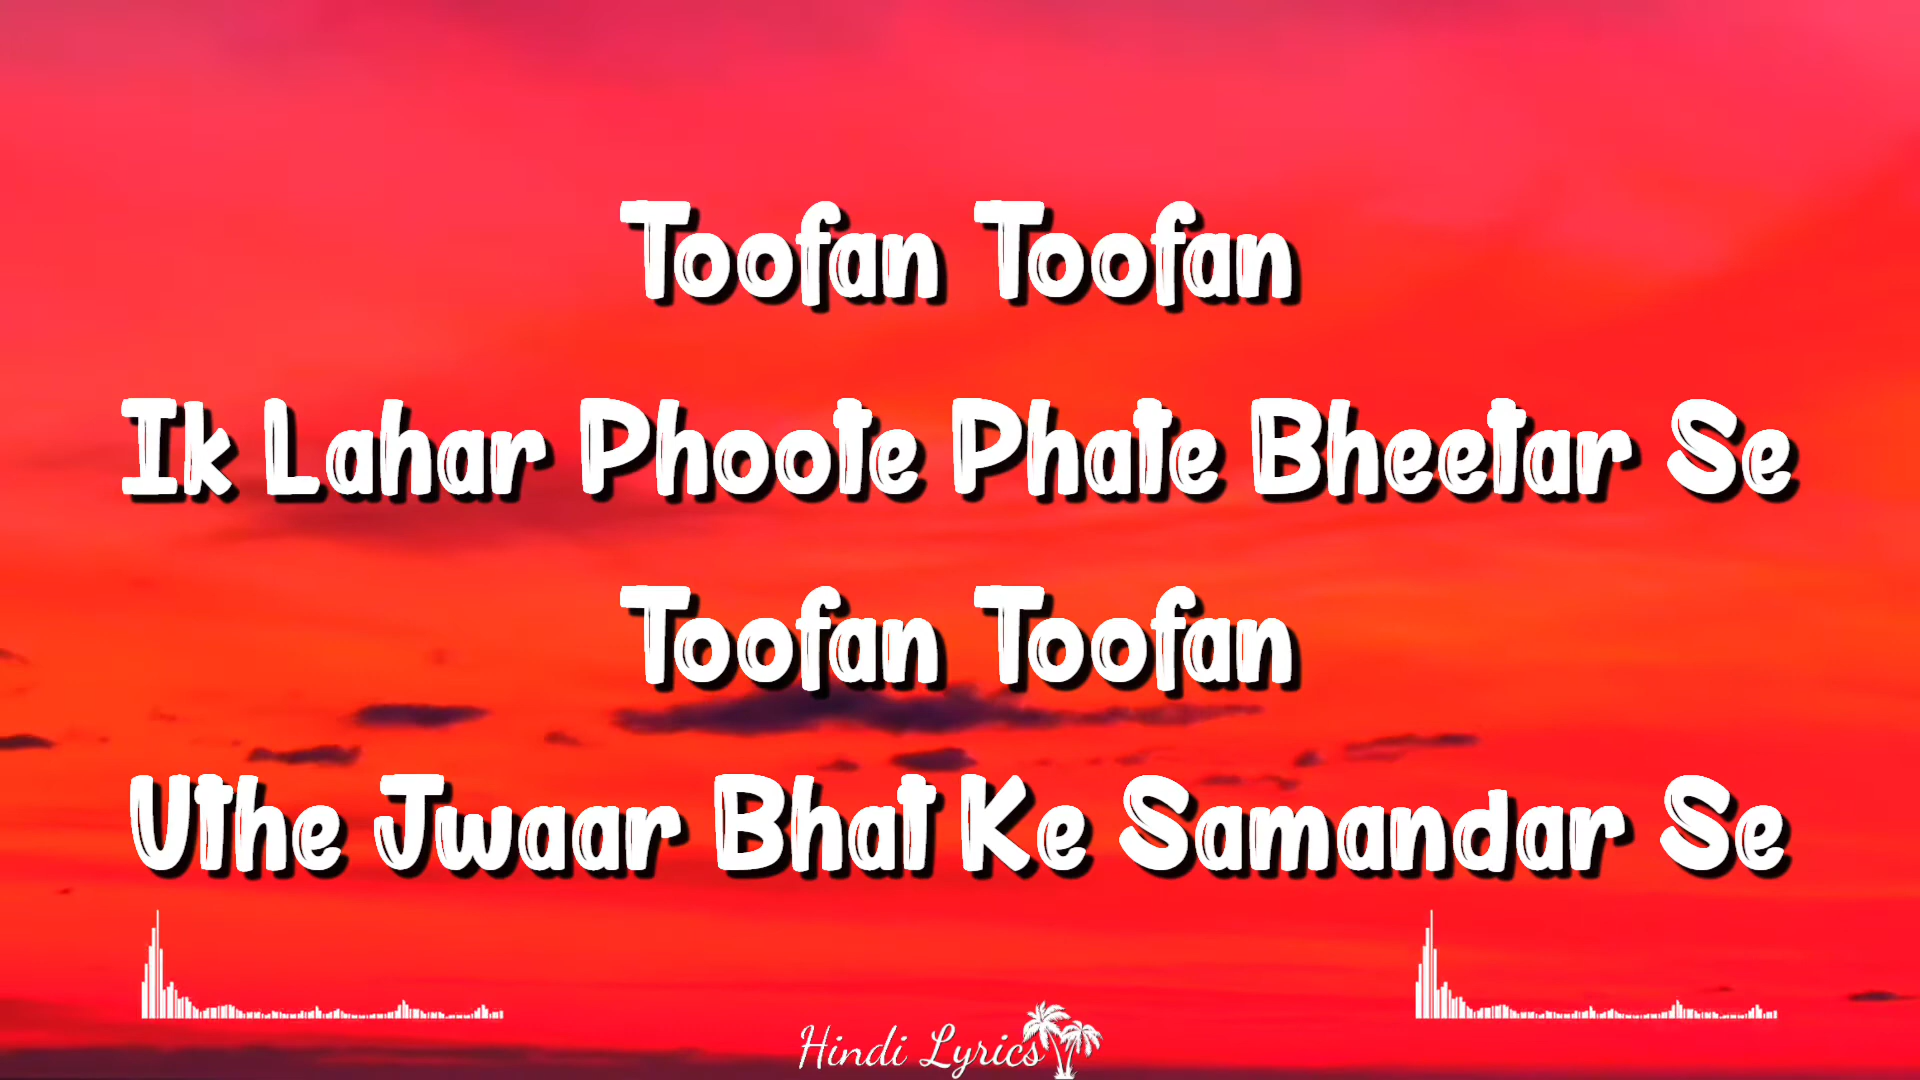 Toofan Toofan
Ik Lahar Phoote Phate Bheetar Se
Toofan Toofan
Uthe Jwaar Bhat Ke Samandar Se
Hindi Lyrics